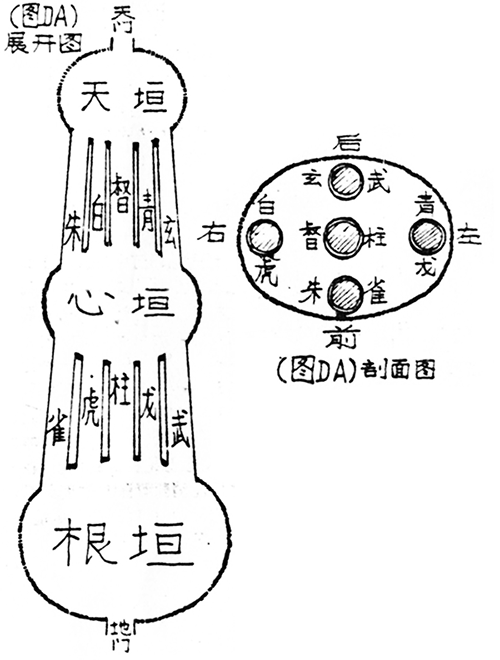 (图DA)
展开图
天门
天垣
朱 白 督 青 玄
心垣
雀 虎 柱 龙 武
根垣
地门
后
玄 武
白 青
右 督 柱 左
虎 龙
朱 雀
前
(图DA)剖面图